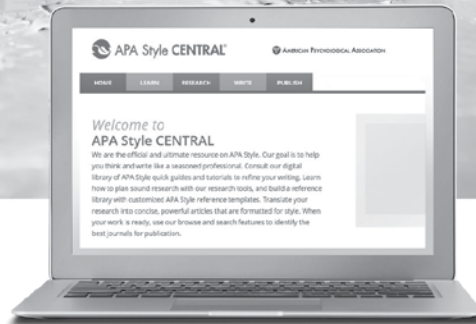 APA Style CENTRAL®
AMERICAN PSYCHOLOGICAL ASSOCIATION
HOME LEARN RESEARCH WRITE PUBLISH
Welcome to
APA Style CENTRAL
We are the official and ultimate resource on APA Style. Our goal is to help
you think and write like a seasoned professional. Consult our digital
library of APA Style quick guides and tutorials to refine your writing. Learn
how to plan sound research with our research tools, and build a reference
library with customized APA Style reference templates. Translate your
research into concise, powerful articles that are formatted for style. When
your work is ready, use our browse and search features to identify the
best journals for publication.